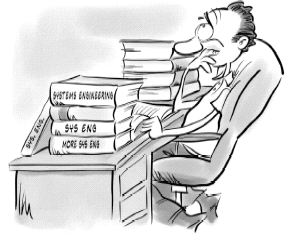 SYSTEMS ENGINEERING
SYS ENG
MORE SYS ENG
SYS. ENG.